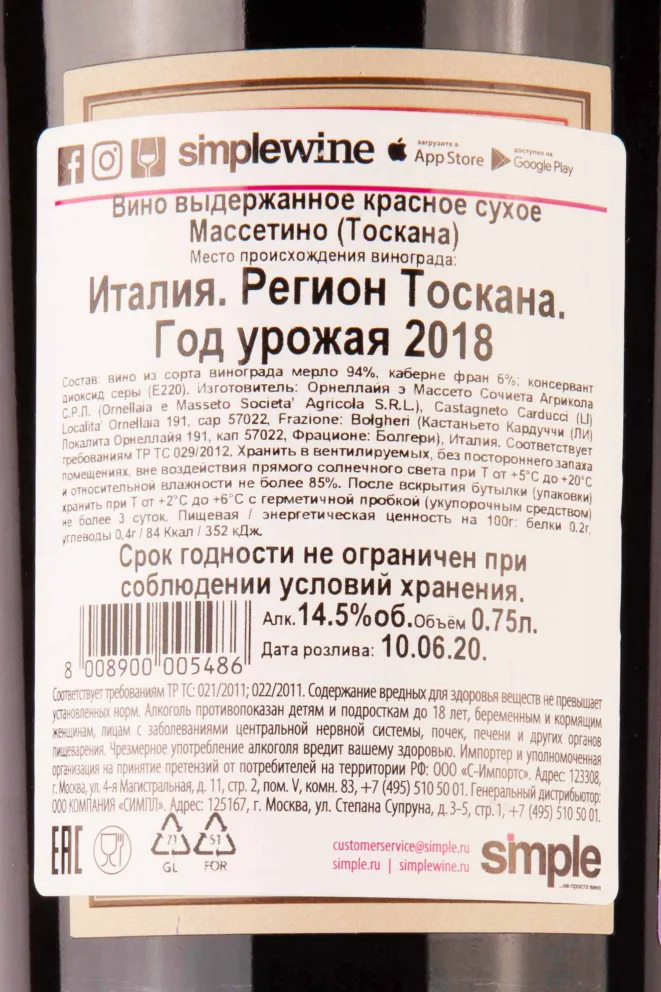 simplewine загрузите в App Store доступно на Google Play
Вино выдержанное красное сухое
Массетино (Тоскана)
Место происхождения винограда:
Италия. Регион Тоскана.
Год урожая 2018
Состав: вино из сорта винограда мерло 94%, каберне фран 6%; консервант
диоксид серы (Е220). Изготовитель: Орнеллайя э Массето Сочиета Агрикола
С.Р.Л. (Ornellaia e Masseto Societa' Agricola S.R.L.), Castagneto Carducci (LI)
Localita' Ornellaia 191, cap 57022, Frazione: Bolgheri (Кастаньето Кардуччи (ЛИ)
Локалита Орнеллайя 191, кап 57022, Фрационе: Болгери), Италия. Соответствует
требованиям ТР ТС 029/2012. Хранить в вентилируемых, без постороннего запаха
помещениях, вне воздействия прямого солнечного света при Т от +5°С до +20°С
и относительной влажности не более 85%. После вскрытия бутылки (упаковки)
хранить при Т от +2°С до +6°С с герметичной пробкой (укупорочным средством)
не более 3 суток. Пищевая / энергетическая ценность на 100г: белки 0.2г,
углеводы 0.4г / 84 Ккал / 352 кДж.
Срок годности не ограничен при
соблюдении условий хранения.
Алк. 14.5%об. Объём 0.75л.
Дата розлива: 10.06.20.
8 008900 005486
Соответствует требованиям ТР ТС: 021/2011; 022/2011. Содержание вредных для здоровья веществ не превышает
установленных норм. Алкоголь противопоказан детям и подросткам до 18 лет, беременным и кормящим
женщинам, лицам с заболеваниями центральной нервной системы, почек, печени и других органов
пищеварения. Чрезмерное употребление алкоголя вредит вашему здоровью. Импортер и уполномоченная
организация на принятие претензий от потребителей на территории РФ: ООО «С-Импортс». Адрес: 123308,
г. Москва, ул. 4-я Магистральная, д. 11, стр. 2, пом. V, комн. 83, +7 (495) 510 50 01. Генеральный дистрибьютор:
ООО КОМПАНИЯ «СИМПЛ». Адрес: 125167, г. Москва, ул. Степана Супруна, д. 3-5, стр. 1, +7 (495) 510 50 01.
EAC 71 GL 51 FOR
customerservice@simple.ru
simple.ru | simplewine.ru
simple
...не просто вино